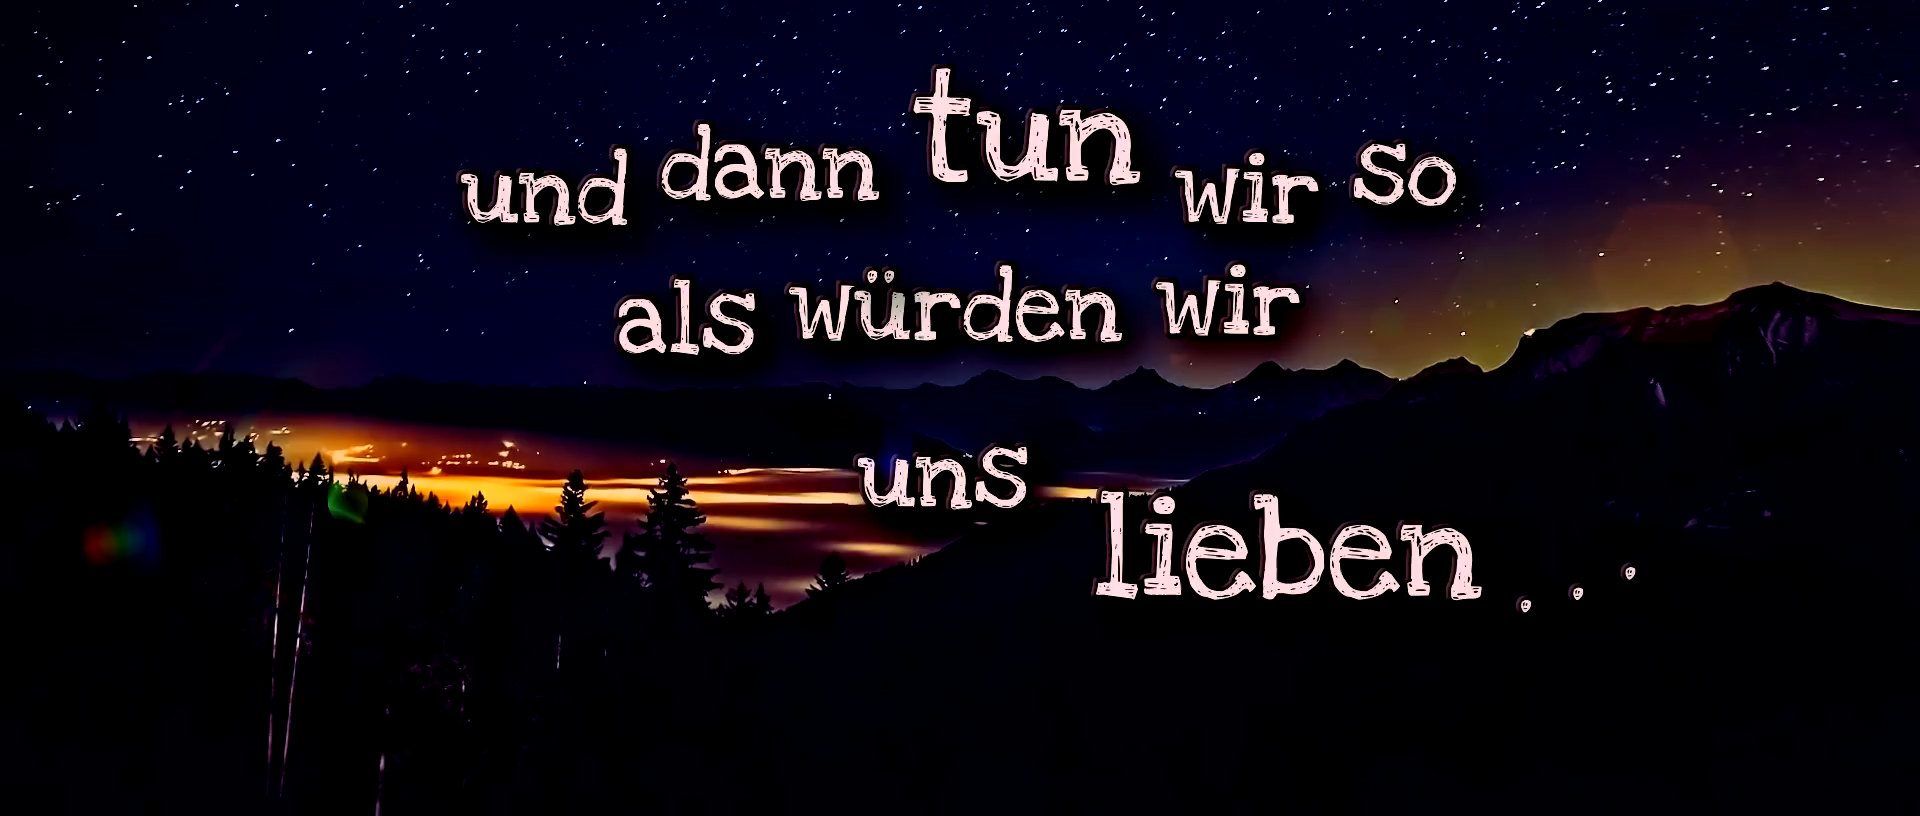 und dann tun wir so
als würden wir
uns
lieben . . .